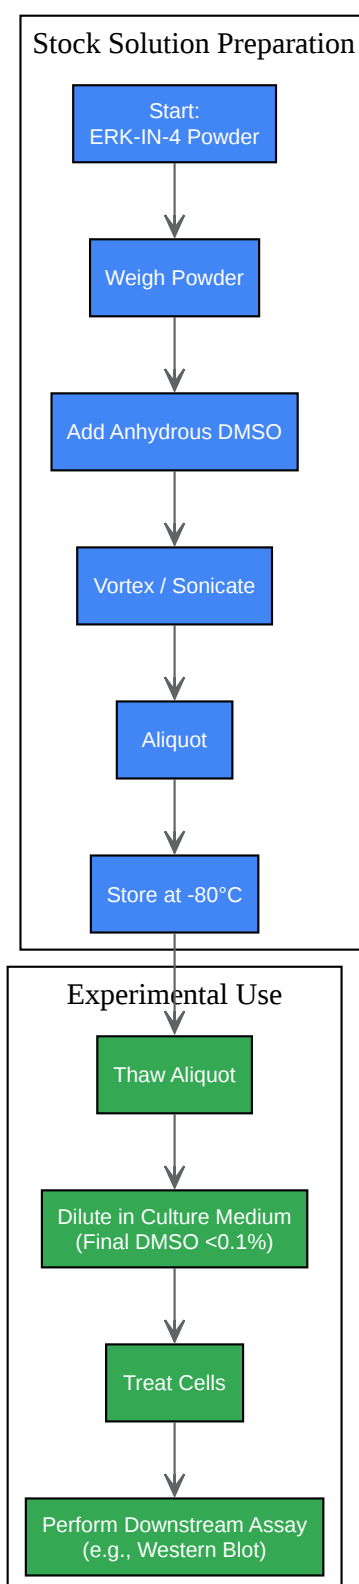 Stock Solution Preparation
Start:
ERK-IN-4 Powder
Weigh Powder
Add Anhydrous DMSO
Vortex / Sonicate
Aliquot
Store at -80°C
Experimental Use
Thaw Aliquot
Dilute in Culture Medium
(Final DMSO <0.1%)
Treat Cells
Perform Downstream Assay
(e.g., Western Blot)